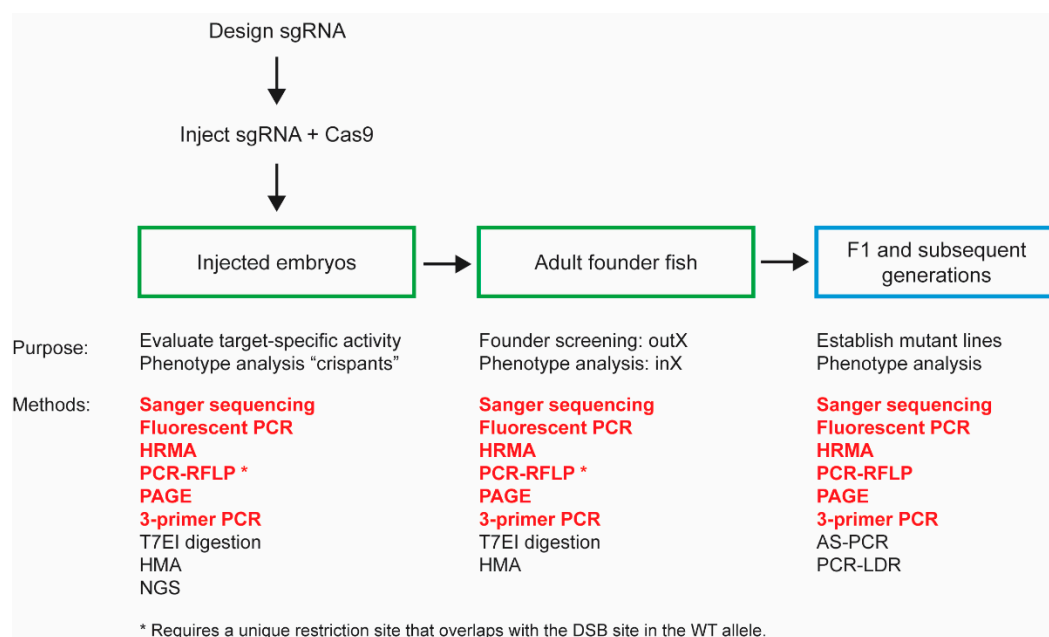 Design sgRNA
Inject sgRNA + Cas9
Injected embryos
Adult founder fish
F1 and subsequent
generations
Purpose:
Evaluate target-specific activity
Phenotype analysis “crispants”
Founder screening: outX
Phenotype analysis: inX
Establish mutant lines
Phenotype analysis
Methods:
Sanger sequencing
Fluorescent PCR
HRMA
PCR-RFLP *
PAGE
3-primer PCR
T7EI digestion
HMA
NGS
Sanger sequencing
Fluorescent PCR
HRMA
PCR-RFLP *
PAGE
3-primer PCR
T7EI digestion
HMA
Sanger sequencing
Fluorescent PCR
HRMA
PCR-RFLP
PAGE
3-primer PCR
AS-PCR
PCR-LDR
* Requires a unique restriction site that overlaps with the DSB site in the WT allele.